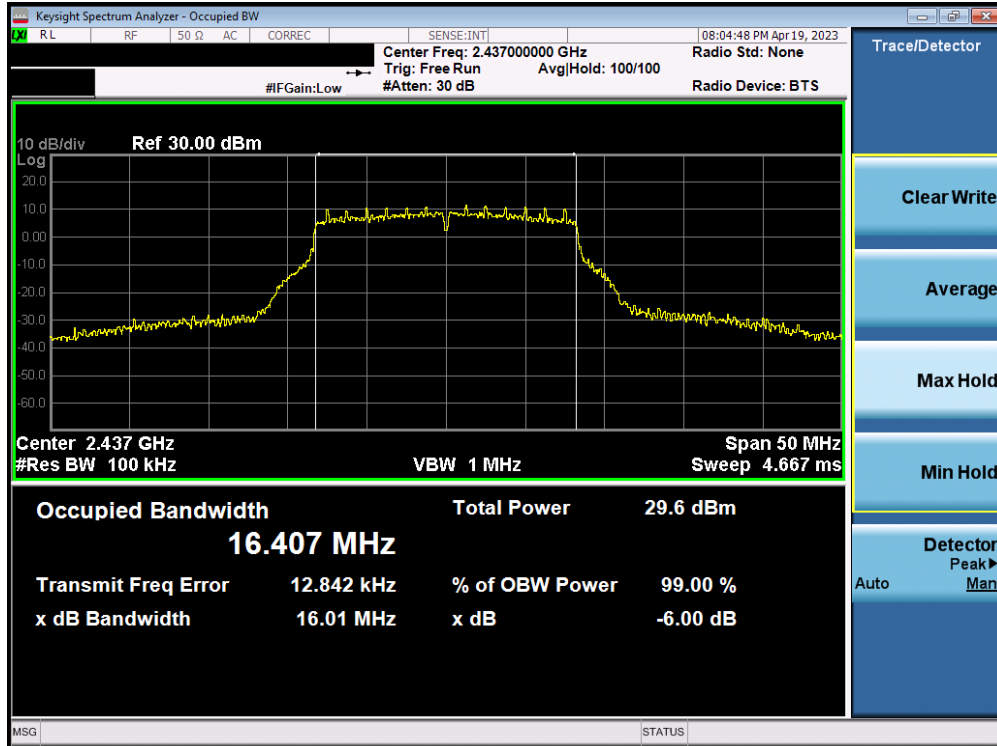 Keysight Spectrum Analyzer - Occupied BW
LXI RL RF 50 Ω AC CORREC SENSE:INT 08:04:48 PM Apr 19, 2023
Center Freq: 2.437000000 GHz Radio Std: None
Trig: Free Run Avg|Hold: 100/100
#IFGain:Low #Atten: 30 dB Radio Device: BTS
10 dB/div Ref 30.00 dBm
Log
20.0
10.0
0.00
-10.0
-20.0
-30.0
-40.0
-50.0
-60.0
Center 2.437 GHz Span 50 MHz
#Res BW 100 kHz VBW 1 MHz Sweep 4.667 ms
Occupied Bandwidth Total Power 29.6 dBm
16.407 MHz
Transmit Freq Error 12.842 kHz % of OBW Power 99.00 %
x dB Bandwidth 16.01 MHz x dB -6.00 dB
Trace/Detector
Clear Write
Average
Max Hold
Min Hold
Detector
Peak
Auto Man
MSG STATUS